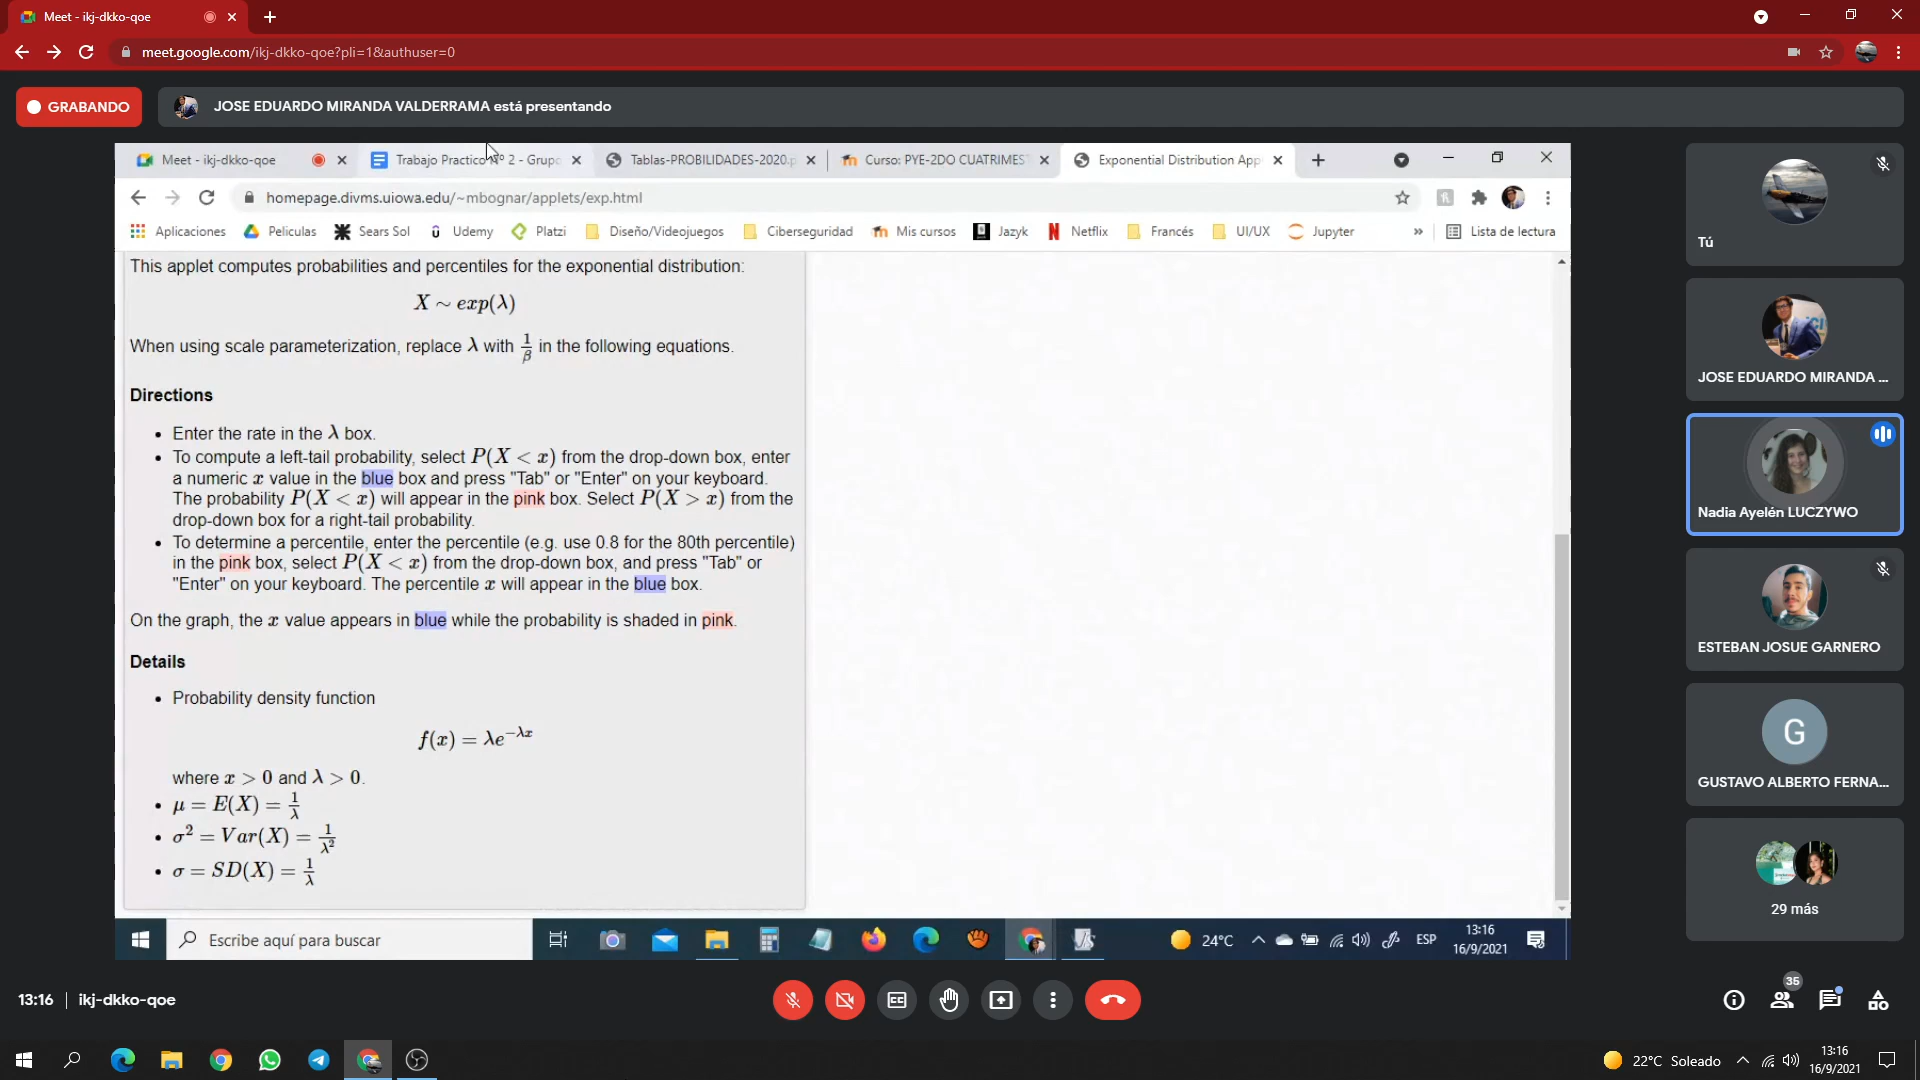 Meet - ikj-dkko-qoe
meet.google.com/ikj-dkko-qoe?pli=1&authuser=0
GRABANDO
JOSE EDUARDO MIRANDA VALDERRAMA está presentando
Meet - ikj-dkko-qoe
Trabajo Practico Nº 2 - Grupo
Tablas-PROBILIDADES-2020.p
Curso: PYE-2DO CUATRIMEST
Exponential Distribution App
homepage.divms.uiowa.edu/~mbognar/applets/exp.html
Aplicaciones
Peliculas
Sears Sol
Udemy
Platzi
Diseño/Videojuegos
Ciberseguridad
Mis cursos
Jazyk
Netflix
Francés
UI/UX
Jupyter
»
Lista de lectura
This applet computes probabilities and percentiles for the exponential distribution:
X ~ exp(λ)
When using scale parameterization, replace λ with 1/β in the following equations.
Directions
• Enter the rate in the λ box.
• To compute a left-tail probability, select P(X < x) from the drop-down box, enter
a numeric x value in the blue box and press "Tab" or "Enter" on your keyboard.
The probability P(X < x) will appear in the pink box. Select P(X > x) from the
drop-down box for a right-tail probability.
• To determine a percentile, enter the percentile (e.g. use 0.8 for the 80th percentile)
in the pink box, select P(X < x) from the drop-down box, and press "Tab" or
"Enter" on your keyboard. The percentile x will appear in the blue box.
On the graph, the x value appears in blue while the probability is shaded in pink.
Details
• Probability density function
f(x) = λe^{−λx}
where x > 0 and λ > 0.
• μ = E(X) = 1/λ
• σ² = Var(X) = 1/λ²
• σ = SD(X) = 1/λ
Escribe aquí para buscar
24°C
ESP
13:16
16/9/2021
Tú
JOSE EDUARDO MIRANDA ...
Nadia Ayelén LUCZYWO
ESTEBAN JOSUE GARNERO
G
GUSTAVO ALBERTO FERNA...
29 más
13:16 | ikj-dkko-qoe
35
22°C Soleado
13:16
16/9/2021